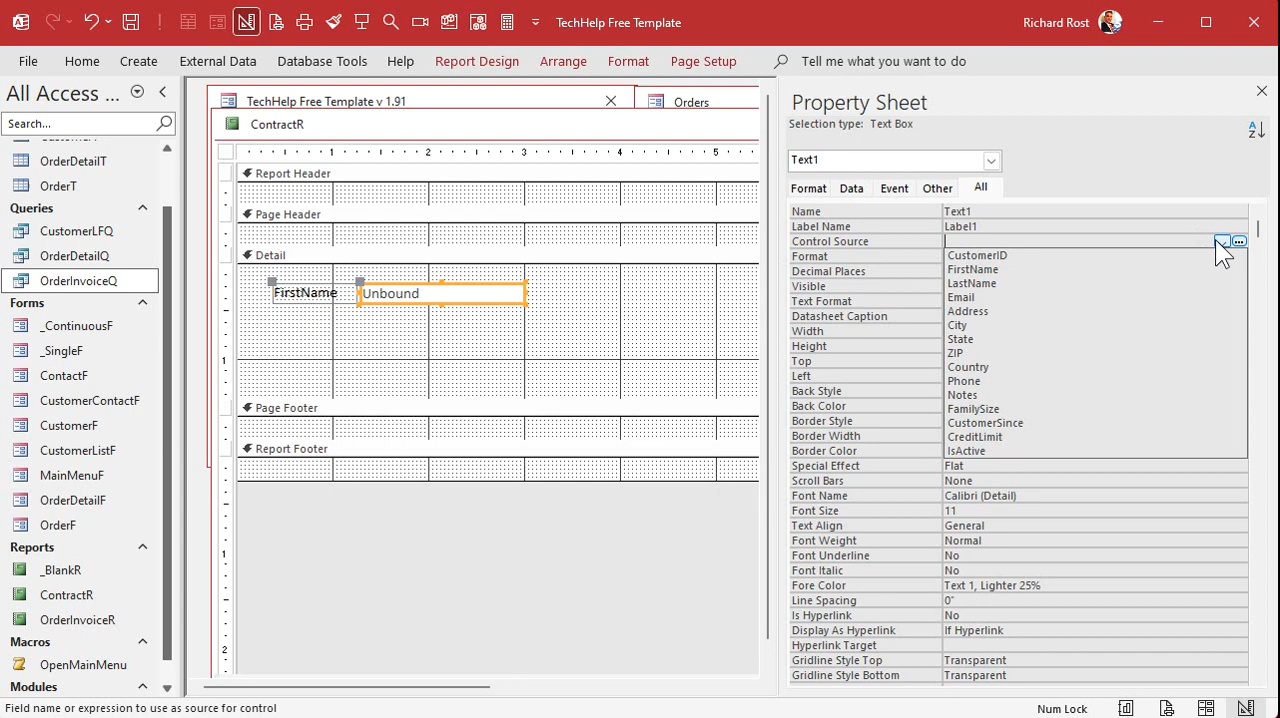 TechHelp Free Template
Richard Rost
File Home Create External Data Database Tools Help Report Design Arrange Format Page Setup Tell me what you want to do
All Access ...
Search...
OrderDetailT
OrderT
Queries
CustomerLFQ
OrderDetailQ
OrderInvoiceQ
Forms
_ContinuousF
_SingleF
ContactF
CustomerContactF
CustomerF
CustomerListF
MainMenuF
OrderDetailF
OrderF
Reports
_BlankR
ContractR
OrderInvoiceR
Macros
OpenMainMenu
Modules
TechHelp Free Template v 1.91
Orders
ContractR
1 2 3 4 5
Report Header
Page Header
Detail
FirstName Unbound
1
Page Footer
Report Footer
1
2
Property Sheet
Selection type: Text Box
Text1
Format Data Event Other All
Name Text1
Label Name Label1
Control Source
Format
Decimal Places
Visible
Text Format
Datasheet Caption
Width
Height
Top
Left
Back Style
Back Color
Border Style
Border Width
Border Color
CustomerID
FirstName
LastName
Email
Address
City
State
ZIP
Country
Phone
Notes
FamilySize
CustomerSince
CreditLimit
IsActive
Special Effect Flat
Scroll Bars None
Font Name Calibri (Detail)
Font Size 11
Text Align General
Font Weight Normal
Font Underline No
Font Italic No
Fore Color Text 1, Lighter 25%
Line Spacing 0"
Is Hyperlink No
Display As Hyperlink If Hyperlink
Hyperlink Target
Gridline Style Top Transparent
Gridline Style Bottom Transparent
Field name or expression to use as source for control
Num Lock